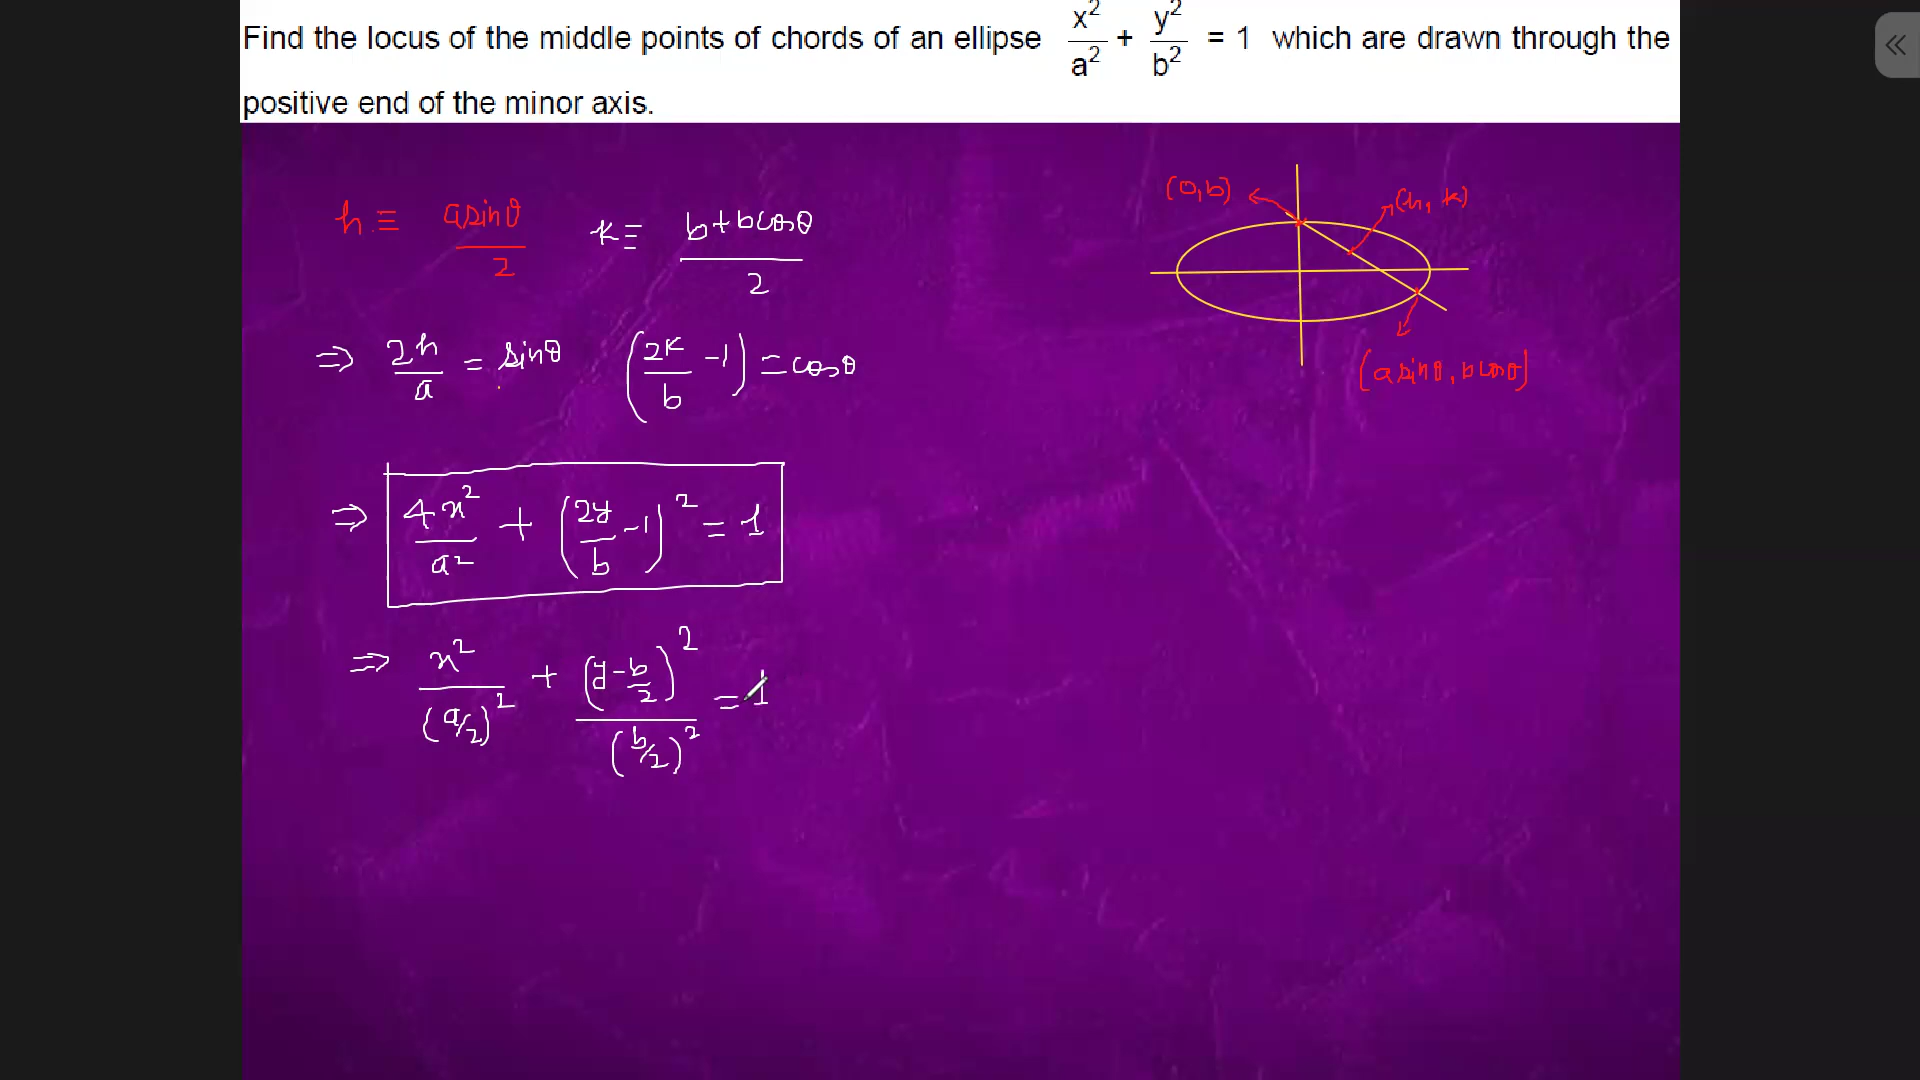 Find the locus of the middle points of chords of an ellipse x²/a² + y²/b² = 1 which are drawn through the
positive end of the minor axis.
(0,b) (h, k)
h ≡ a sinθ/2 k ≡ b+b cosθ/2
⇒ 2h/a = sinθ (2k/b -1) = cosθ
(a sinθ, b cosθ)
⇒ 4x²/a² + (2y/b -1)² = 1
⇒ x²/(a/2)² + (y-b/2)²/(b/2)² = 1